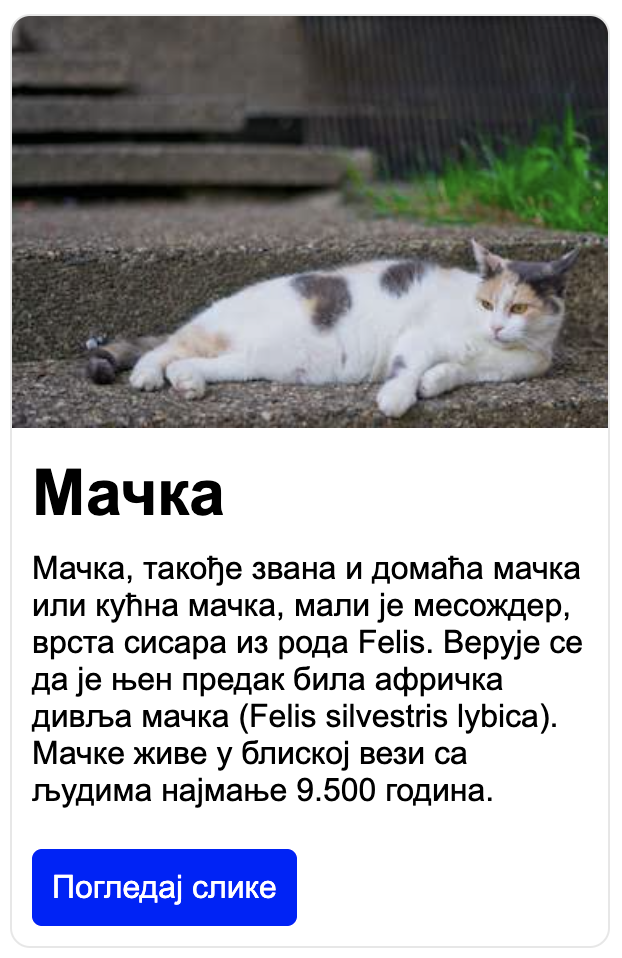 Мачка
Мачка, такође звана и домаћа мачка
или кућна мачка, мали је месождер,
врста сисара из рода Felis. Верује се
да је њен предак била афричка
дивља мачка (Felis silvestris lybica).
Мачке живе у блиској вези са
људима најмање 9.500 година.
Погледај слике